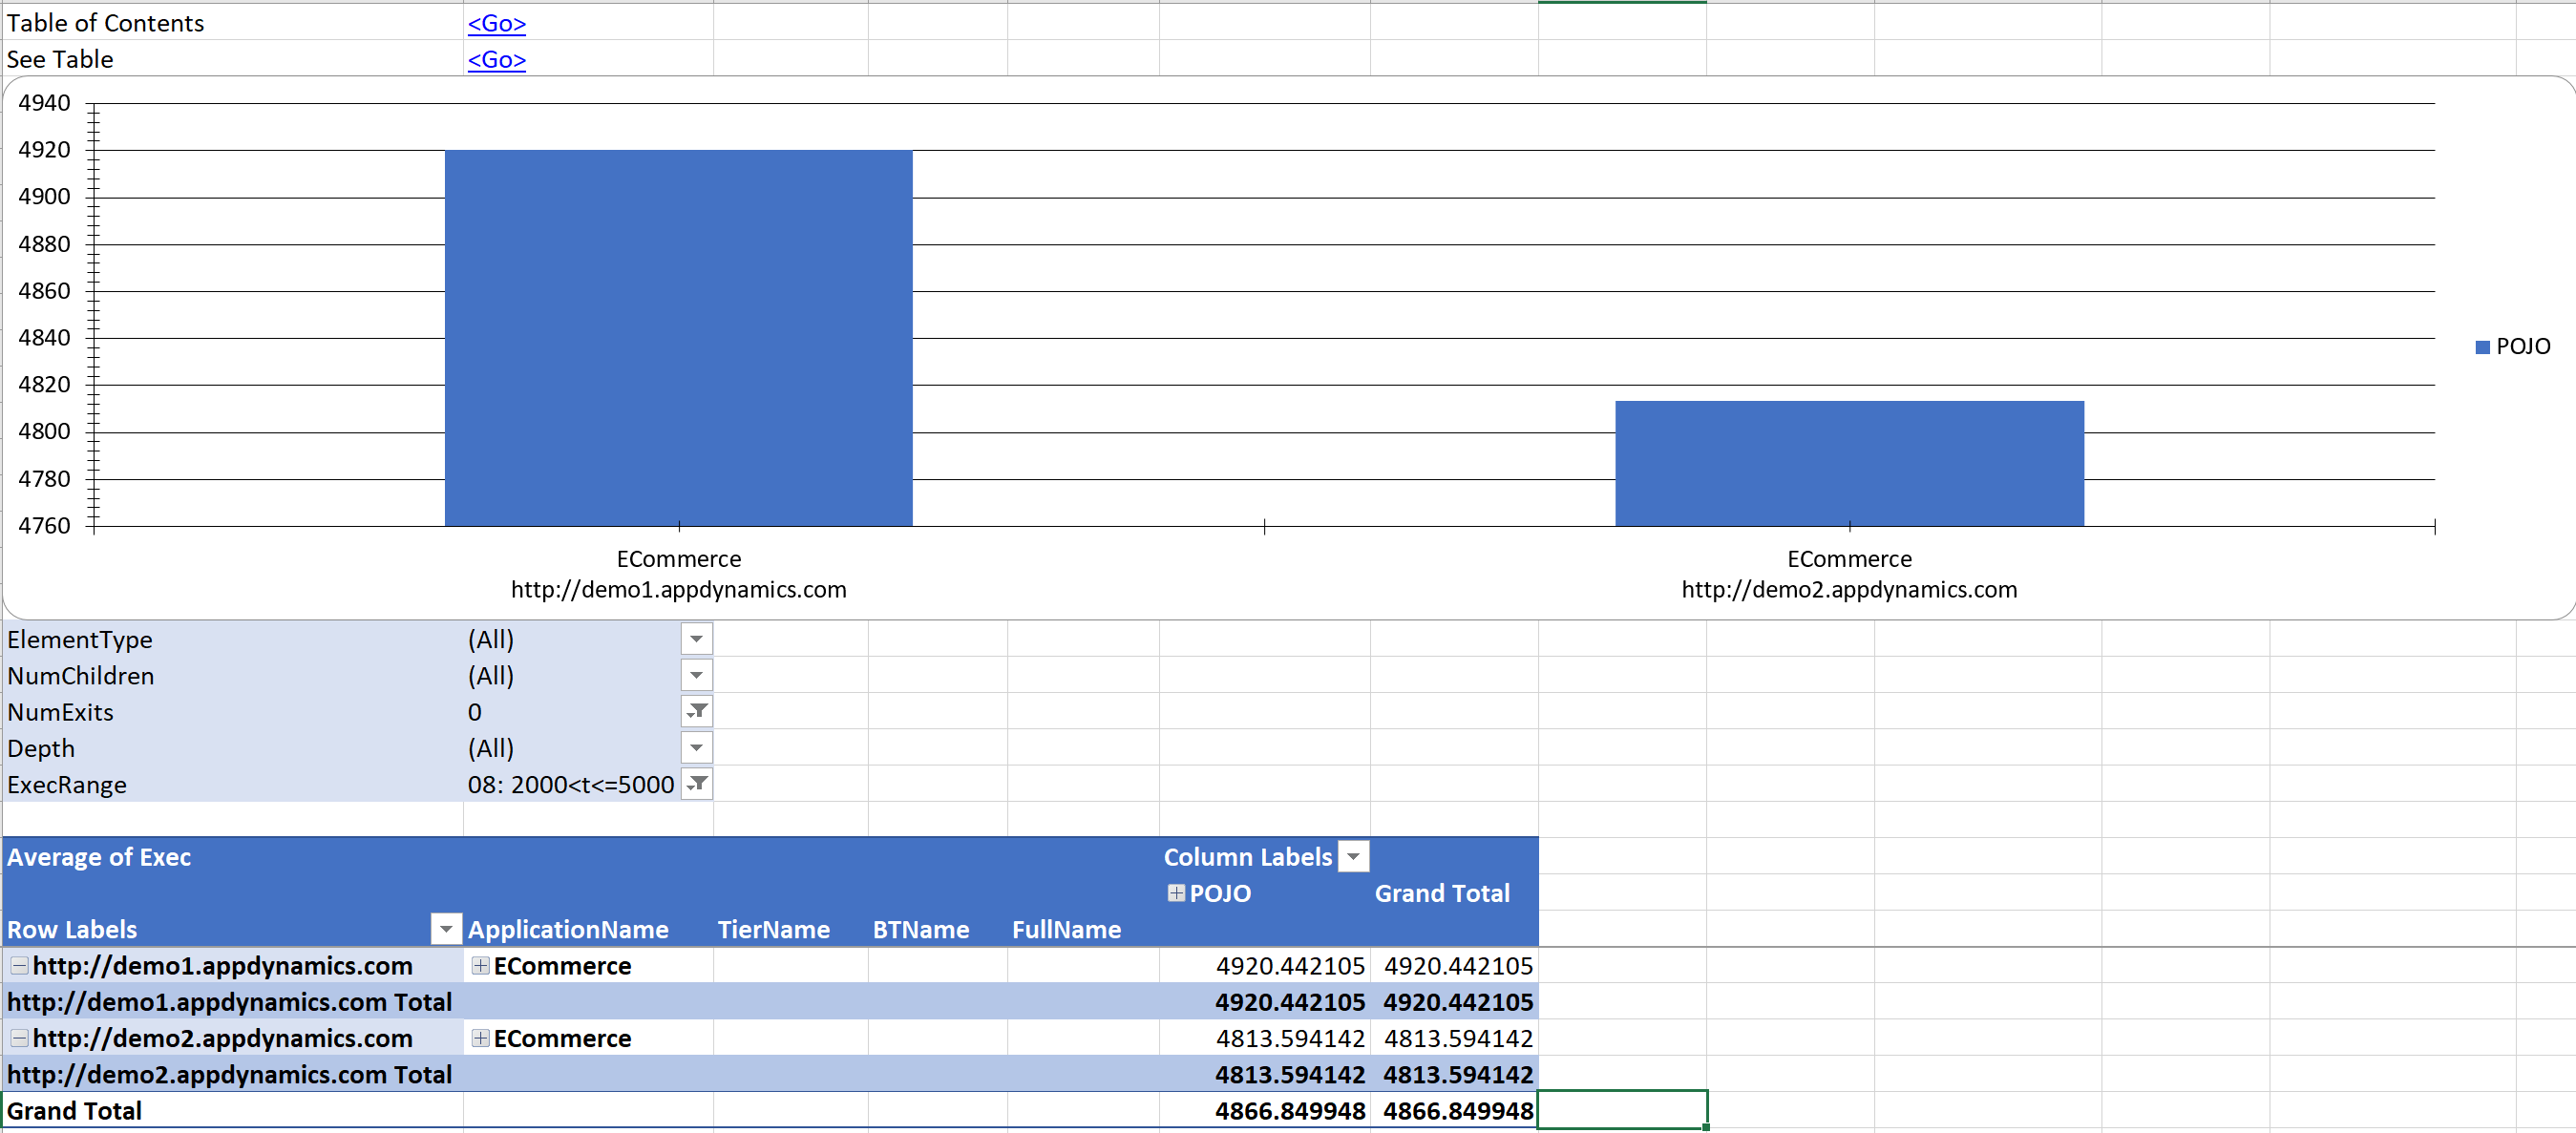 Table of Contents <Go>
See Table <Go>
4940
4920
4900
4880
4860
4840
4820
4800
4780
4760
POJO
ECommerce ECommerce
http://demo1.appdynamics.com http://demo2.appdynamics.com
ElementType (All)
NumChildren (All)
NumExits 0
Depth (All)
ExecRange 08: 2000<t<=5000
Average of Exec Column Labels
POJO Grand Total
Row Labels ApplicationName TierName BTName FullName
http://demo1.appdynamics.com ECommerce 4920.442105 4920.442105
http://demo1.appdynamics.com Total 4920.442105 4920.442105
http://demo2.appdynamics.com ECommerce 4813.594142 4813.594142
http://demo2.appdynamics.com Total 4813.594142 4813.594142
Grand Total 4866.849948 4866.849948